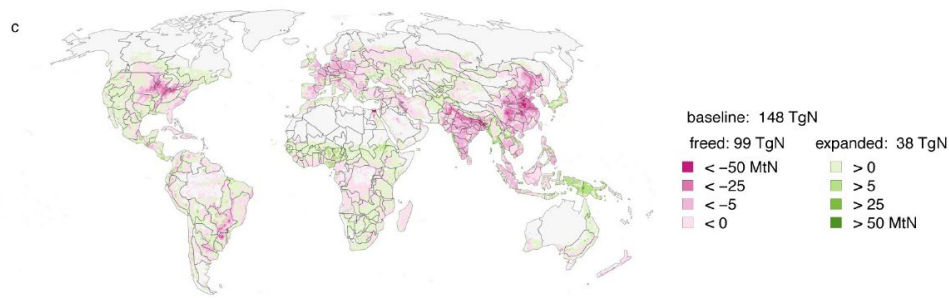 c
baseline: 148 TgN
freed: 99 TgN expanded: 38 TgN
< −50 MtN > 0
< −25 > 5
< −5 > 25
< 0 > 50 MtN